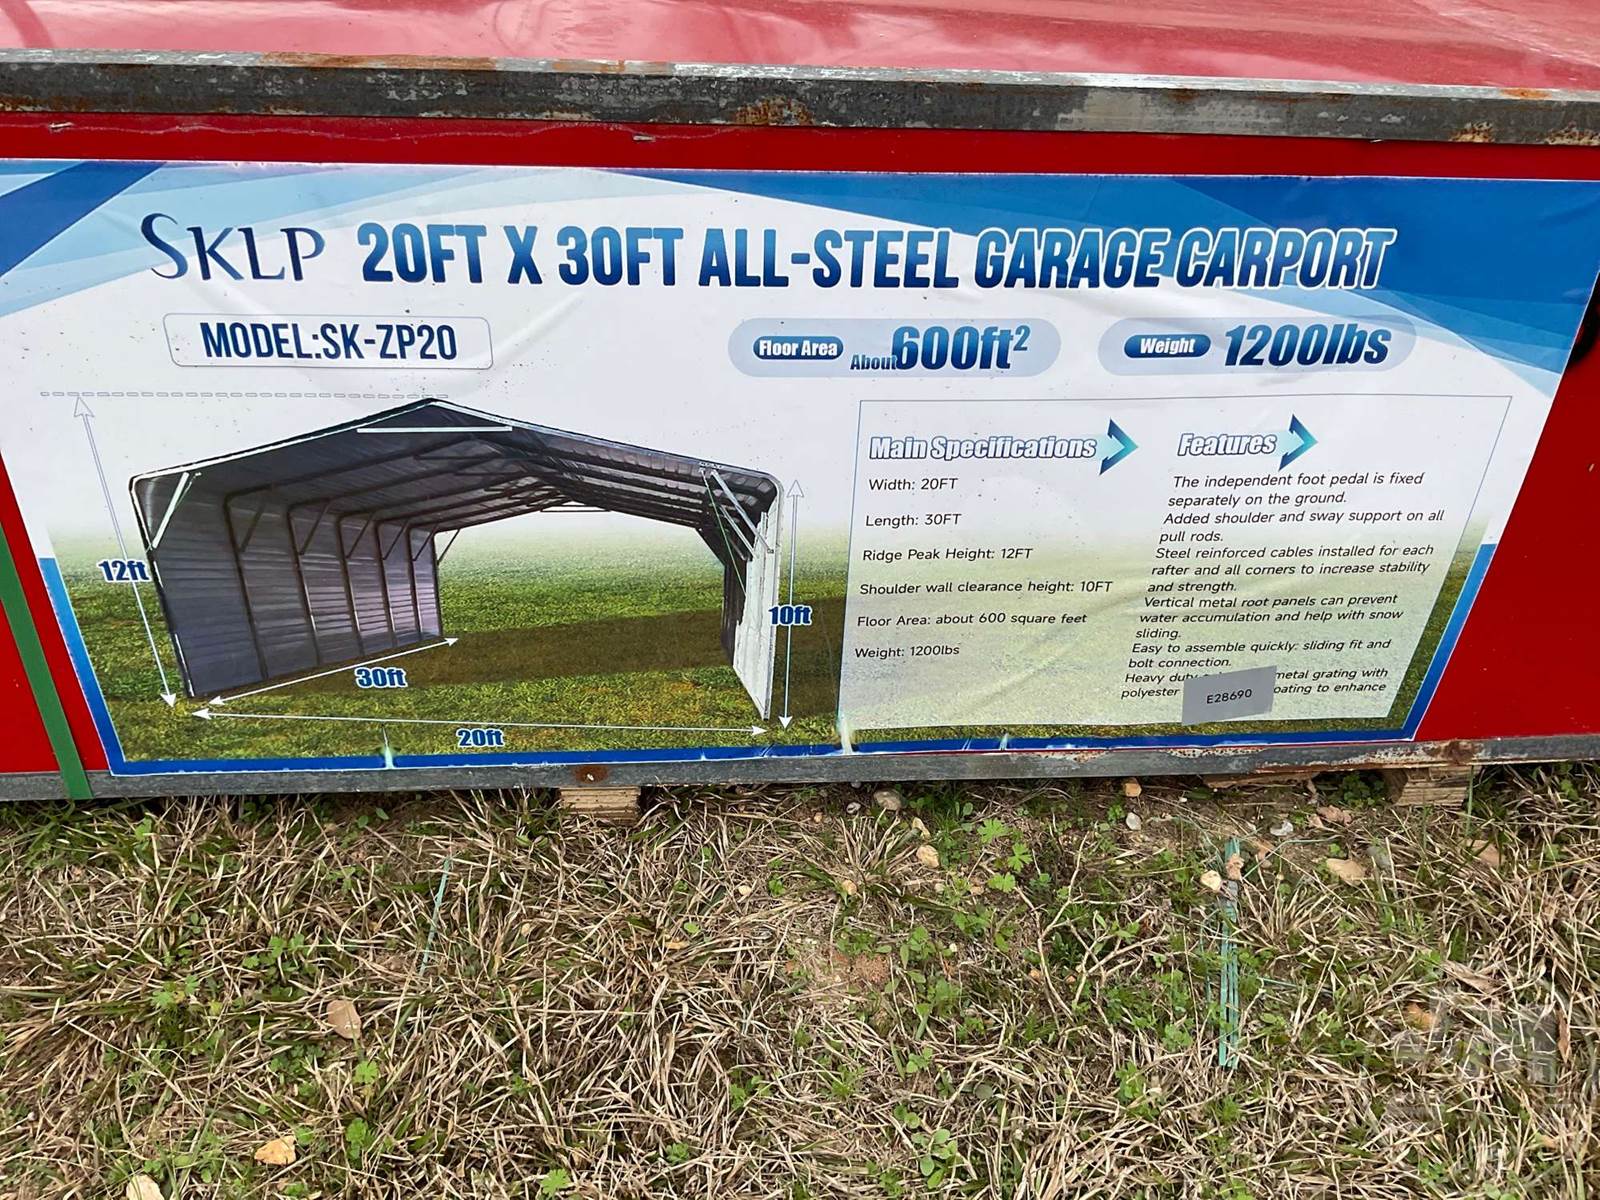 SKLP 20FT X 30FT ALL-STEEL GARAGE CARPORT
MODEL:SK-ZP20
Floor Area About 600ft²
Weight 1200lbs
12ft
30ft
20ft
10ft
Main Specifications
Width: 20FT
Length: 30FT
Ridge Peak Height: 12FT
Shoulder wall clearance height: 10FT
Floor Area: about 600 square feet
Weight: 1200lbs
Features
The independent foot pedal is fixed
separately on the ground.
Added shoulder and sway support on all
pull rods.
Steel reinforced cables installed for each
rafter and all corners to increase stability
and strength.
Vertical metal root panels can prevent
water accumulation and help with snow
sliding.
Easy to assemble quickly: sliding fit and
bolt connection.
Heavy duty metal grating with
polyester oating to enhance
E28690